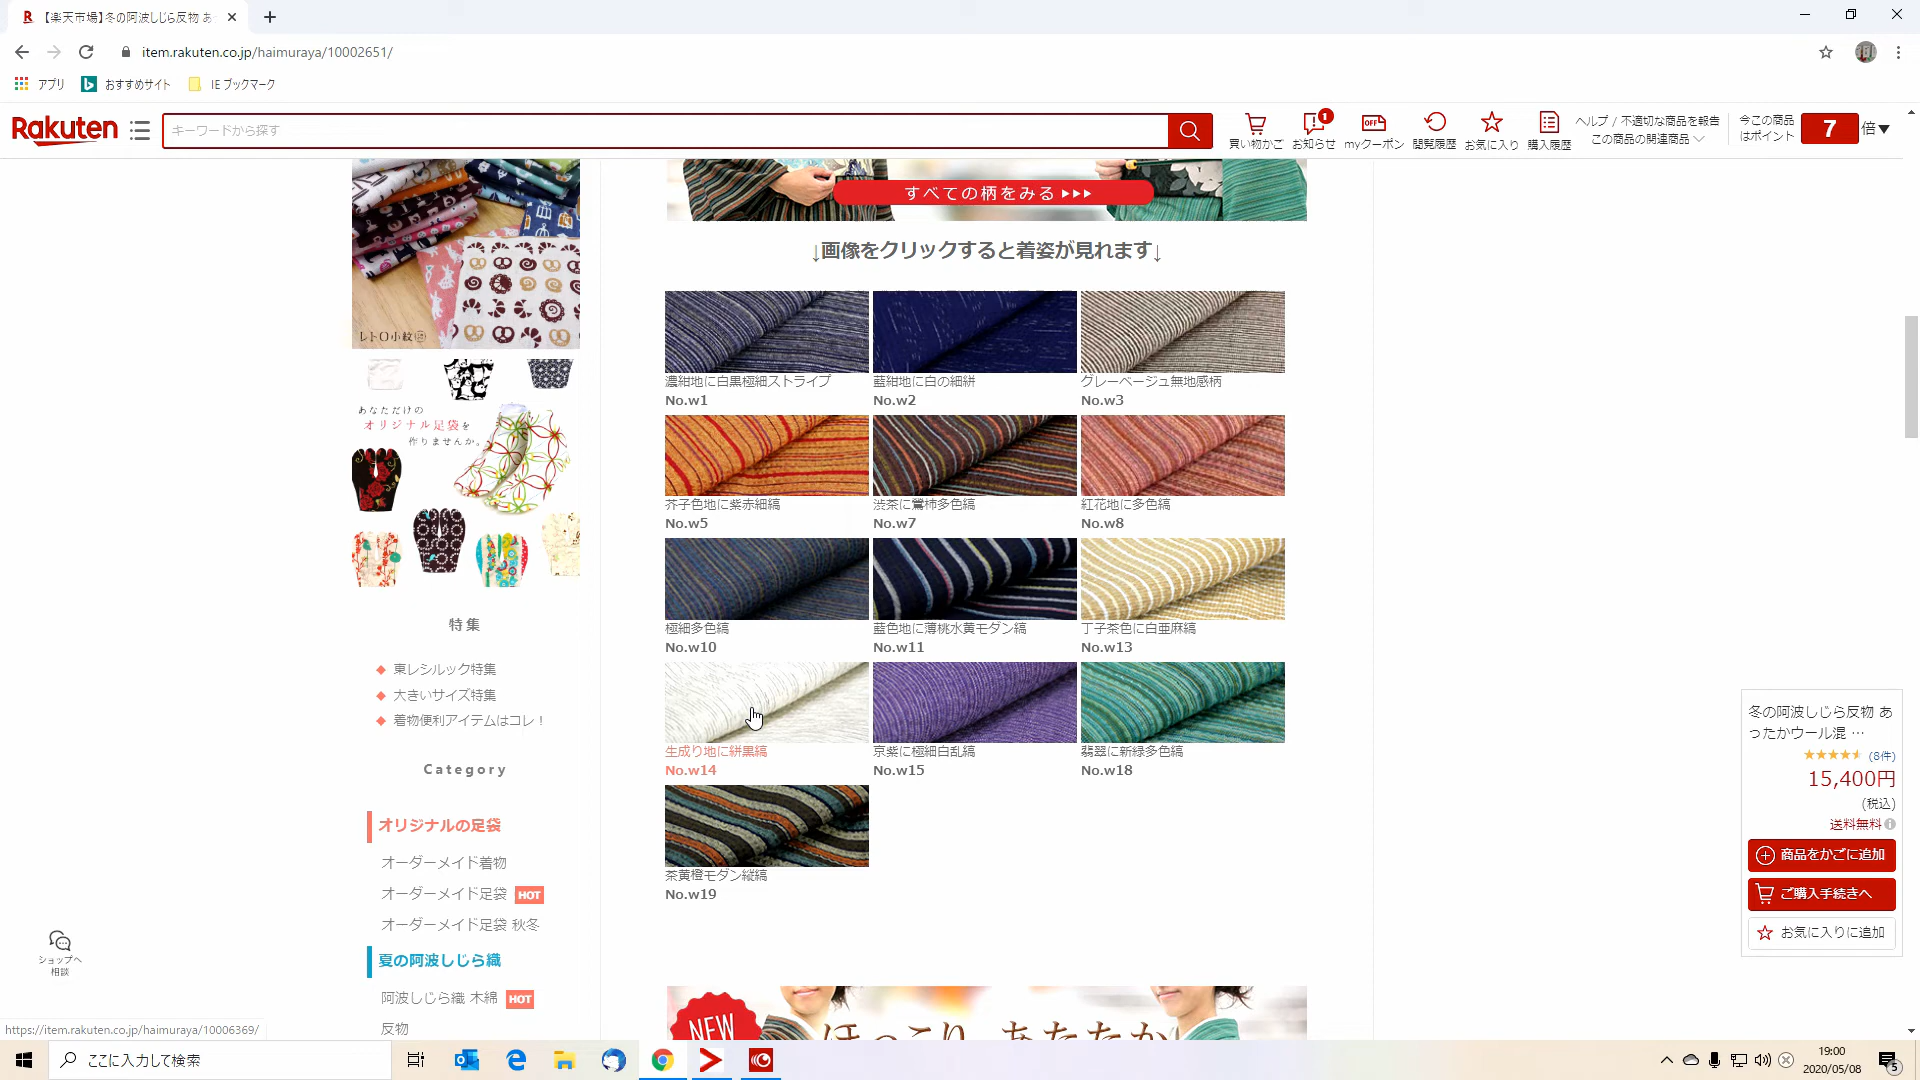 【楽天市場】冬の阿波しじら反物 あ
item.rakuten.co.jp/haimuraya/10002651/
アプリ おすすめサイト IE ブックマーク
Rakuten キーワードから探す
買い物かご 1 お知らせ OFF myクーポン 閲覧履歴 お気に入り 購入履歴
ヘルプ / 不適切な商品を報告
この商品の関連商品
今この商品
はポイント
7 倍▼
すべての柄をみる ▶▶▶
↓画像をクリックすると着姿が見れます↓
濃紺地に白黒極細ストライプ
No.w1
藍紺地に白の細絣
No.w2
グレーベージュ無地感柄
No.w3
芥子色地に紫赤細縞
No.w5
渋茶に鶯柿多色縞
No.w7
紅花地に多色縞
No.w8
極細多色縞
No.w10
藍色地に薄桃水黄モダン縞
No.w11
丁子茶色に白亜麻縞
No.w13
生成り地に絣黒縞
No.w14
京紫に極細白乱縞
No.w15
翡翠に新緑多色縞
No.w18
茶黄橙モダン縦縞
No.w19
NEW
ほっこり あたたか
レトロ小紋
あなただけの
オリジナル足袋を
作りませんか。
特集
◆ 東レシルック特集
◆ 大きいサイズ特集
◆ 着物便利アイテムはコレ！
Category
オリジナルの足袋
オーダーメイド着物
オーダーメイド足袋 HOT
オーダーメイド足袋 秋冬
夏の阿波しじら織
阿波しじら織 木綿 HOT
反物
ショップへ
相談
冬の阿波しじら反物 あ
ったかウール混 …
(8件)
15,400円
(税込)
送料無料
商品をかごに追加
ご購入手続きへ
お気に入りに追加
https://item.rakuten.co.jp/haimuraya/10006369/
ここに入力して検索
19:00
2020/05/08
5